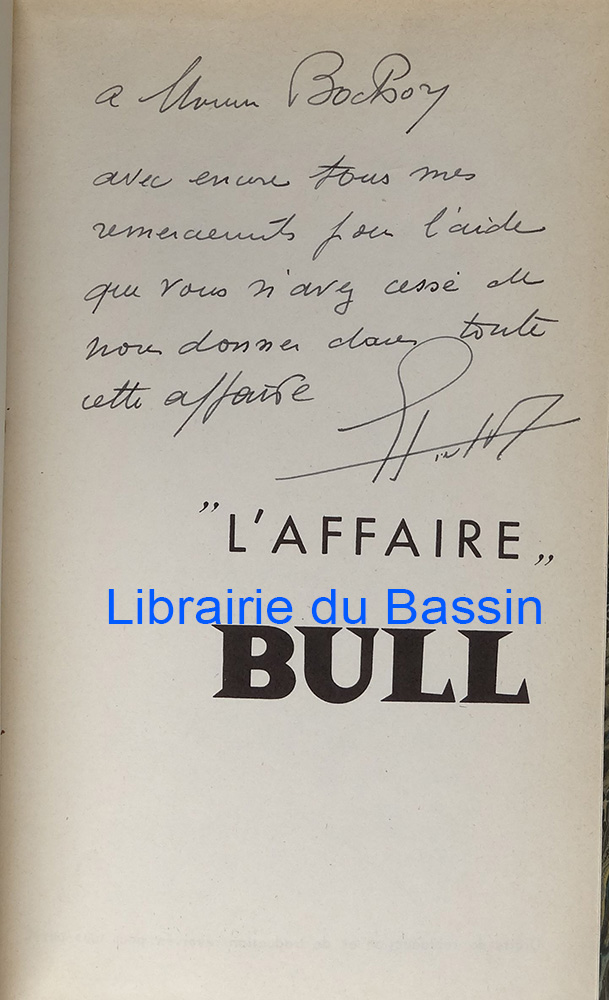 a Monsieur
avec encore tous mes
remerciements pour l'aide
que vous n'avez cessé de
nous donner dans toute
cette affaire
"L'AFFAIRE"
Librairie du Bassin
BULL